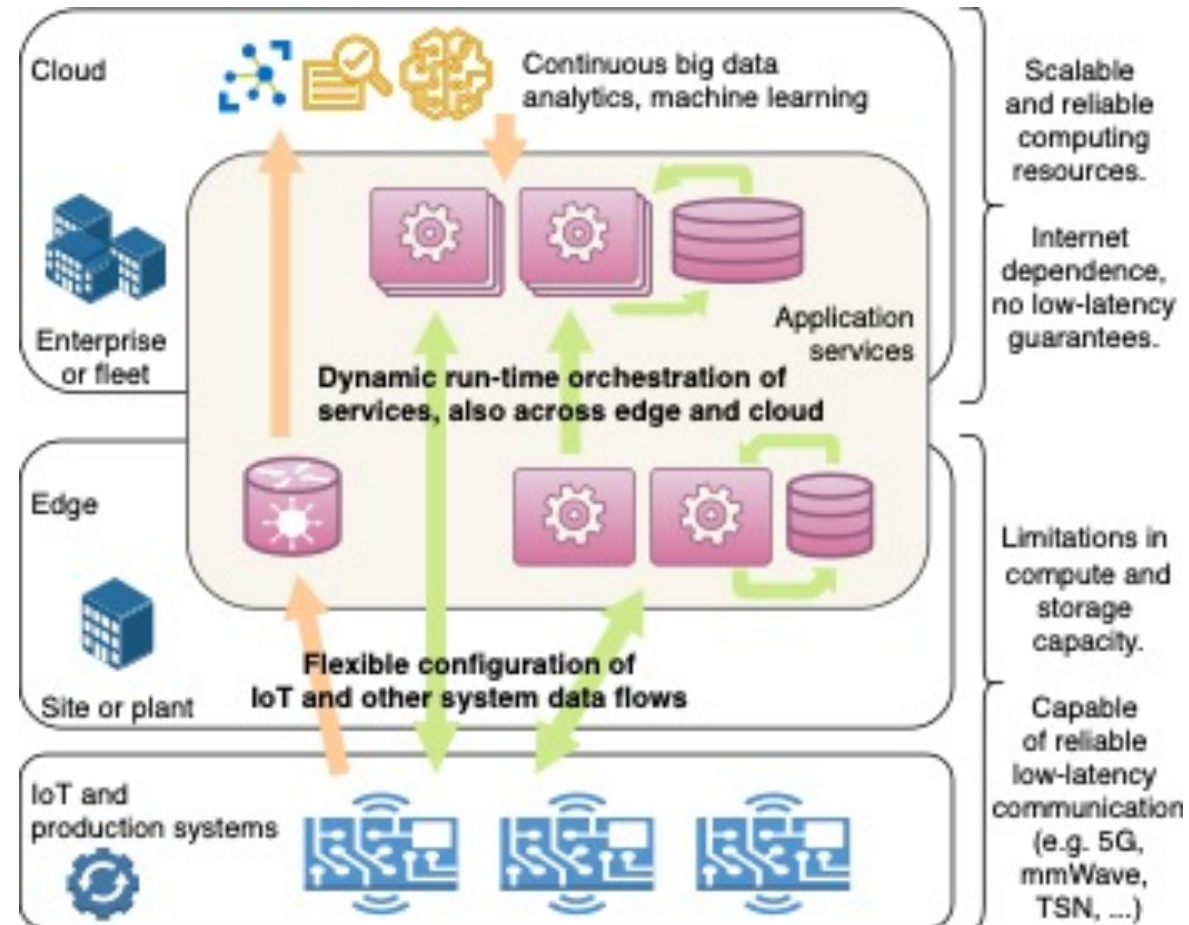 Cloud
Continuous big data
analytics, machine learning
Scalable
and reliable
computing
resources.
Internet
dependence,
no low-latency
guarantees.
Enterprise
or fleet
Application
services
Dynamic run-time orchestration of
services, also across edge and cloud
Edge
Site or plant
Flexible configuration of
IoT and other system data flows
Limitations in
compute and
storage
capacity.
Capable
of reliable
low-latency
communication
(e.g. 5G,
mmWave,
TSN, ...)
IoT and
production systems